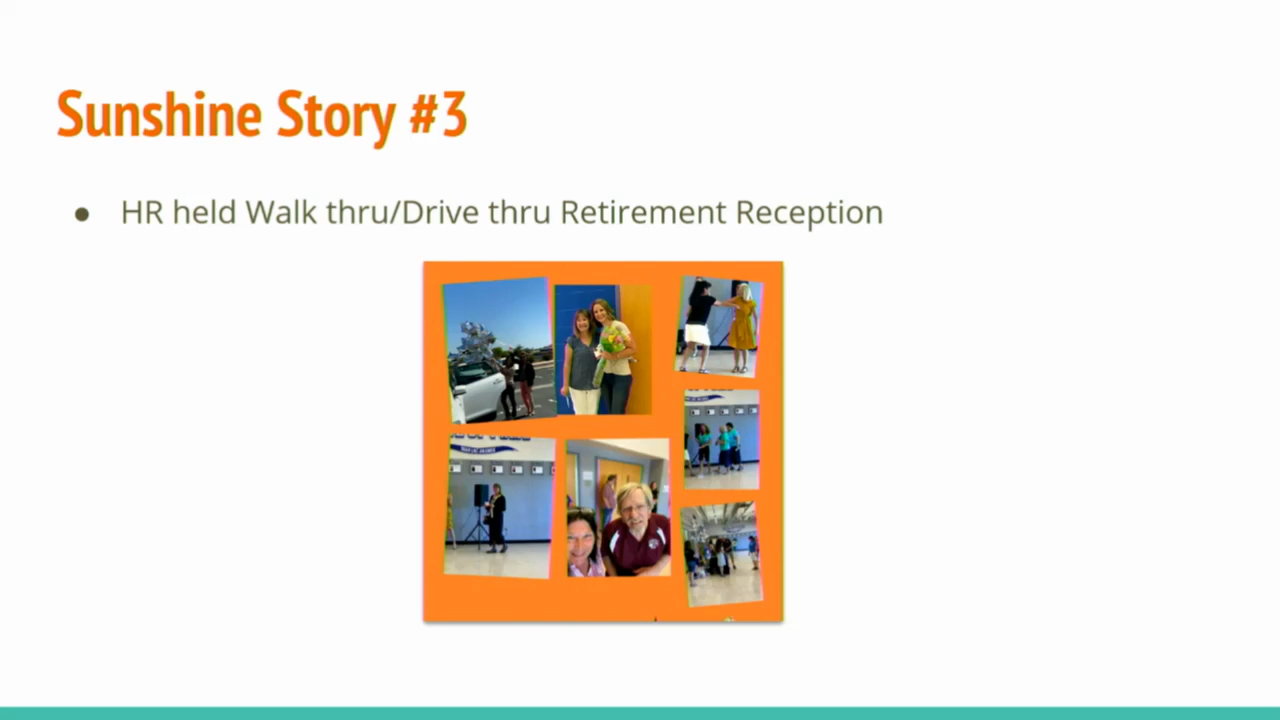 Sunshine Story #3
● HR held Walk thru/Drive thru Retirement Reception